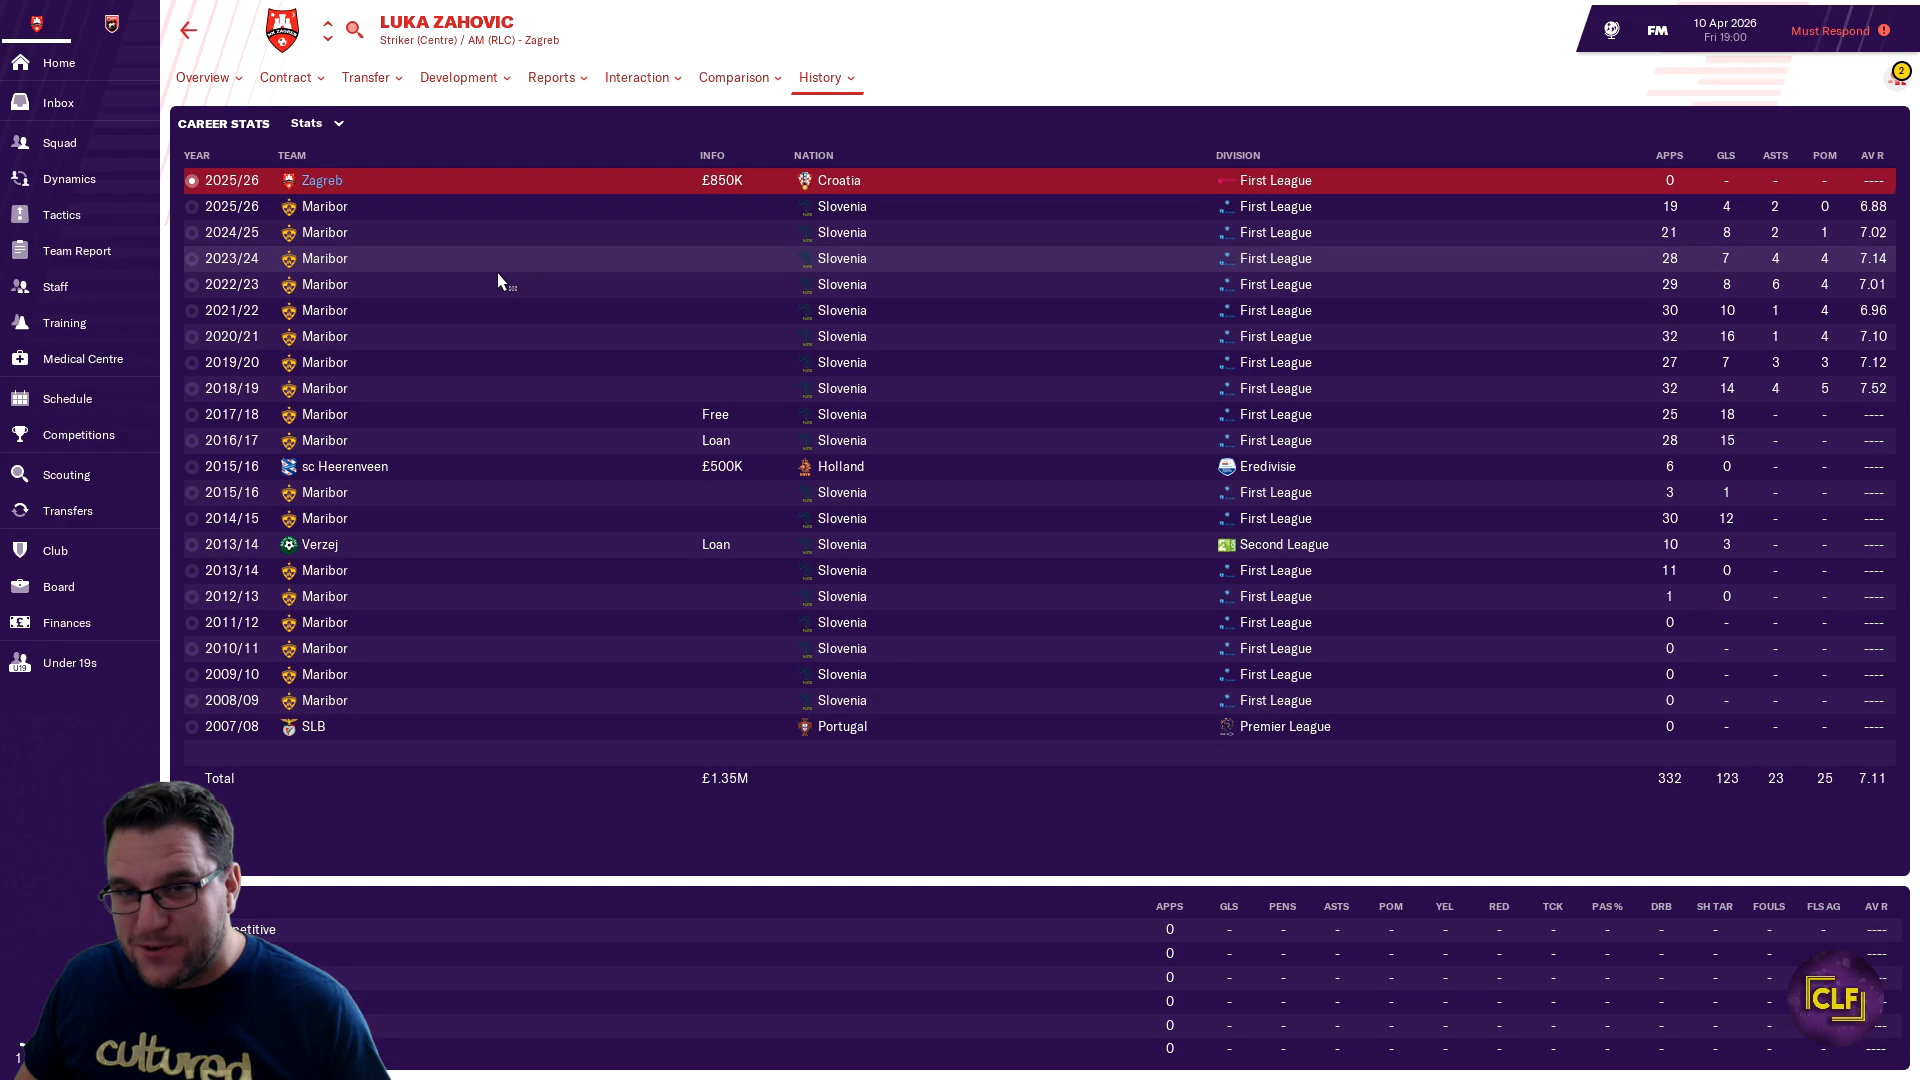 LUKA ZAHOVIC
Striker (Centre) / AM (RLC) - Zagreb
FM
10 Apr 2026
Fri 19:00
Must Respond
2
Home
Inbox
Squad
Dynamics
Tactics
Team Report
Staff
Training
Medical Centre
Schedule
Competitions
Scouting
Transfers
Club
Board
Finances
U19
Under 19s
Overview Contract Transfer Development Reports Interaction Comparison History
CAREER STATS Stats
YEAR TEAM INFO NATION DIVISION APPS GLS ASTS POM AV R
2025/26 Zagreb £850K Croatia First League 0 - - - ----
2025/26 Maribor Slovenia First League 19 4 2 0 6.88
2024/25 Maribor Slovenia First League 21 8 2 1 7.02
2023/24 Maribor Slovenia First League 28 7 4 4 7.14
2022/23 Maribor Slovenia First League 29 8 6 4 7.01
2021/22 Maribor Slovenia First League 30 10 1 4 6.96
2020/21 Maribor Slovenia First League 32 16 1 4 7.10
2019/20 Maribor Slovenia First League 27 7 3 3 7.12
2018/19 Maribor Slovenia First League 32 14 4 5 7.52
2017/18 Maribor Free Slovenia First League 25 18 - - ----
2016/17 Maribor Loan Slovenia First League 28 15 - - ----
2015/16 sc Heerenveen £500K Holland Eredivisie 6 0 - - ----
2015/16 Maribor Slovenia First League 3 1 - - ----
2014/15 Maribor Slovenia First League 30 12 - - ----
2013/14 Verzej Loan Slovenia Second League 10 3 - - ----
2013/14 Maribor Slovenia First League 11 0 - - ----
2012/13 Maribor Slovenia First League 1 0 - - ----
2011/12 Maribor Slovenia First League 0 - - - ----
2010/11 Maribor Slovenia First League 0 - - - ----
2009/10 Maribor Slovenia First League 0 - - - ----
2008/09 Maribor Slovenia First League 0 - - - ----
2007/08 SLB Portugal Premier League 0 - - - ----
Total £1.35M 332 123 23 25 7.11
APPS GLS PENS ASTS POM YEL RED TCK PAS % DRB SH TAR FOULS FLS AG AV R
petitive 0 - - - - - - - - - - - - ----
0 - - - - - - - - - - - - ----
0 - - - - - - - - - - - - ----
0 - - - - - - - - - - - ----
0 - - - - - - - - - - - ----
0 - - - - - - - - - - - - ----
CLF
cultured